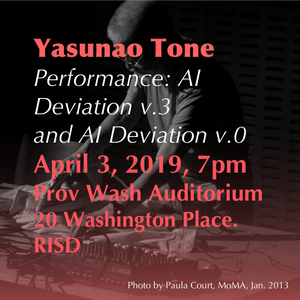 Yasunao Tone
Performance: AI
Deviation v.3
and AI Deviation v.0
April 3, 2019, 7pm
Prov Wash Auditorium
20 Washington Place.
RISD
Photo by Paula Court, MoMA, Jan. 2013